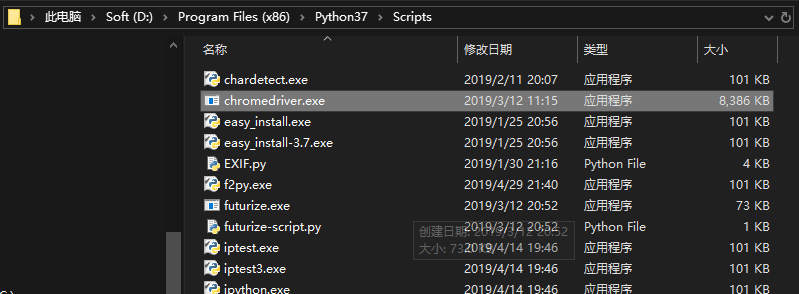 此电脑 > Soft (D:) > Program Files (x86) > Python37 > Scripts
名称 修改日期 类型 大小
chardetect.exe 2019/2/11 20:07 应用程序 101 KB
chromedriver.exe 2019/3/12 11:15 应用程序 8,386 KB
easy_install.exe 2019/1/25 20:56 应用程序 101 KB
easy_install-3.7.exe 2019/1/25 20:56 应用程序 101 KB
EXIF.py 2019/1/30 21:16 Python File 4 KB
f2py.exe 2019/4/29 21:40 应用程序 101 KB
futurize.exe 2019/3/12 20:52 应用程序 73 KB
futurize-script.py 2019/3/12 20:52 Python File 1 KB
创建日期: 2019/3/12 20:52
iptest.exe 2019/4/14 19:46 应用程序 101 KB
大小: 73 KB
iptest3.exe 2019/4/14 19:46 应用程序 101 KB
ipython.exe 2019/4/14 19:46 应用程序 101 KB